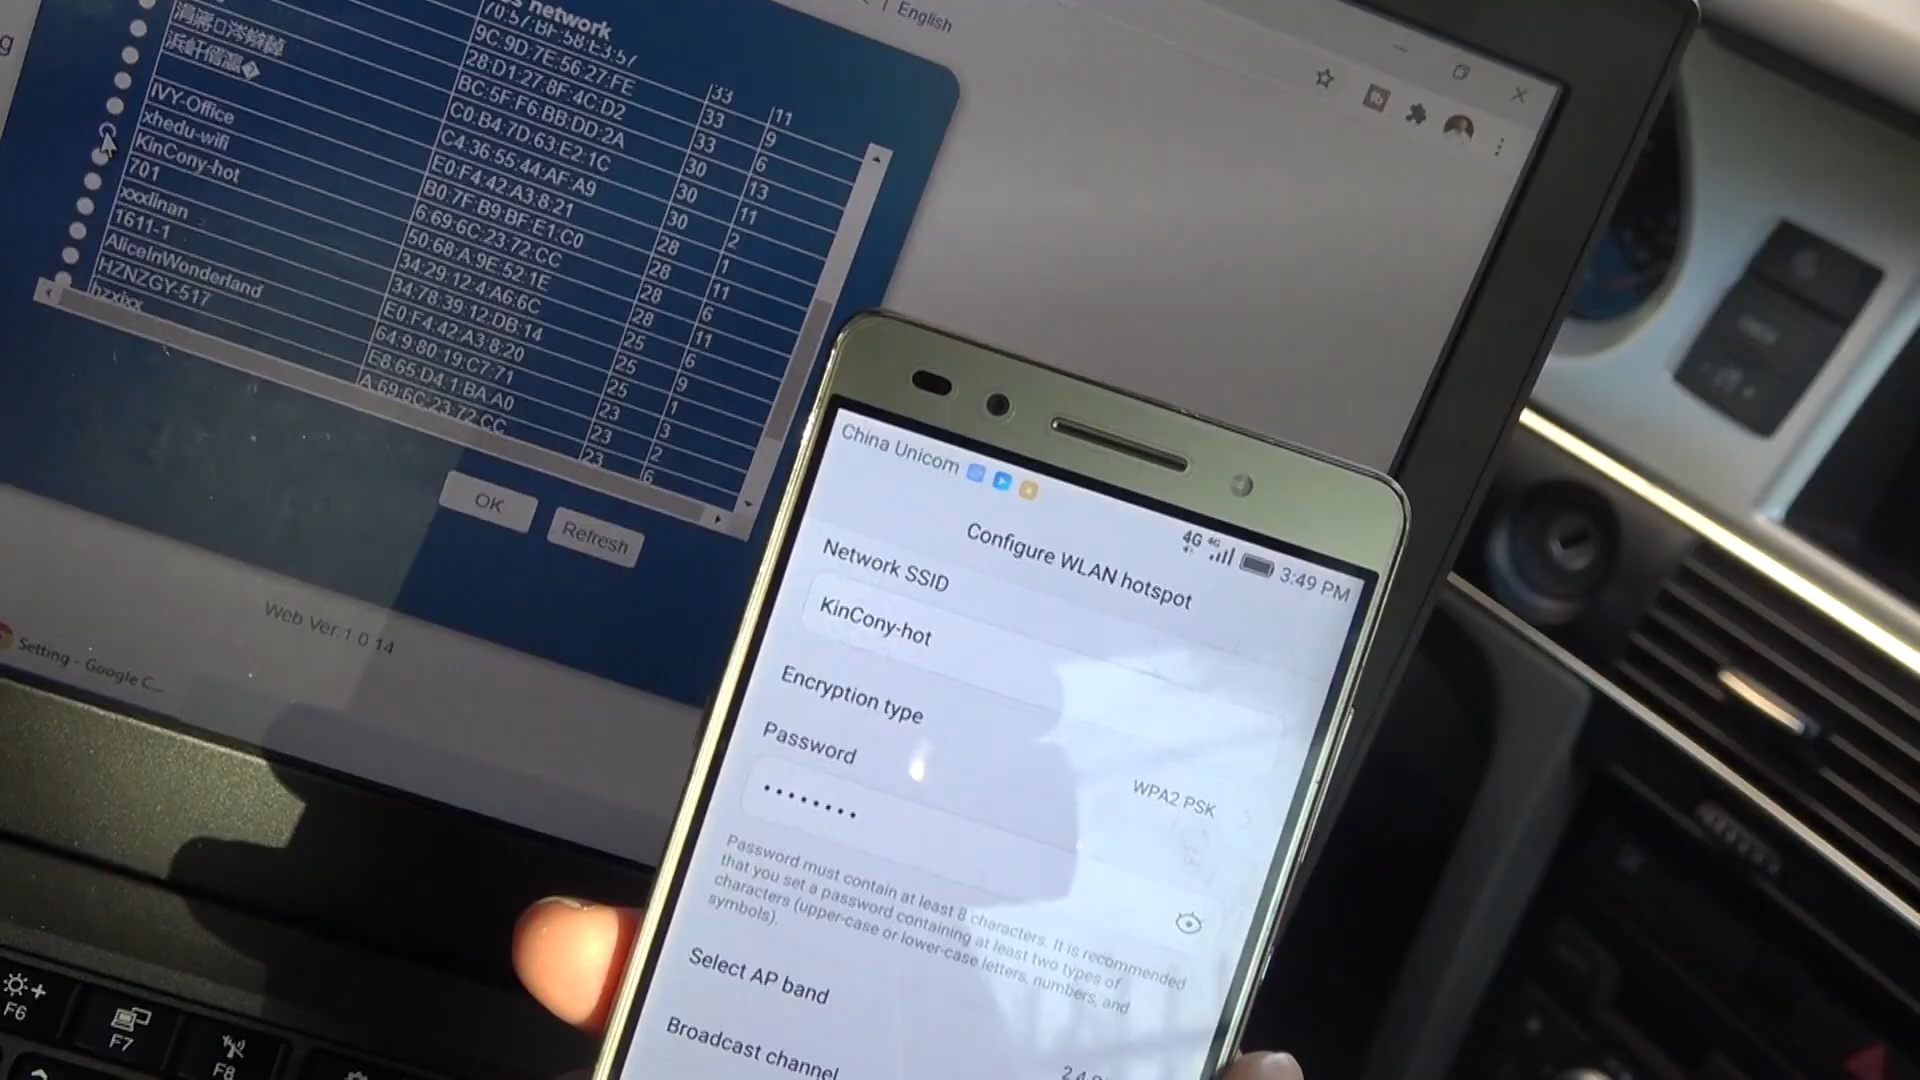 s network
| English
70:57:BF:58:E3:57
9C:9D:7E:56:27:FE
28:D1:27:8F:4C:D2
BC:5F:F6:BB:DD:2A
C0:B4:7D:63:E2:1C
C4:36:55:44:AF:A9
E0:F4:42:A3:8:21
B0:7F:B9:BF:E1:C0
6:69:6C:23:72:CC
50:68:A:9E:52:1E
34:29:12:4:A6:6C
34:78:39:12:DB:14
E0:F4:42:A3:8:20
64:9:80:19:C7:71
E8:65:D4:1:BA:A0
A:69:6C:23:72:CC
IVY-Office
xhedu-wifi
KinCony-hot
701
xxxlinan
1611-1
AliceInWonderland
HZNZGY-517
hzxixx
33 11
33 9
33 6
30 13
30 11
30 2
28 1
28 11
28 6
28 11
25 6
25 9
25 1
23 3
23 2
23 6
OK
Refresh
Web Ver:1 0 14
Setting - Google C...
China Unicom
4G 4G 3:49 PM
Configure WLAN hotspot
Network SSID
KinCony-hot
Encryption type
WPA2 PSK
Password
••••••••
Password must contain at least 8 characters. It is recommended
that you set a password containing at least two types of
characters (upper-case or lower-case letters, numbers, and
symbols).
Select AP band
Broadcast channel
F6
F7
F8